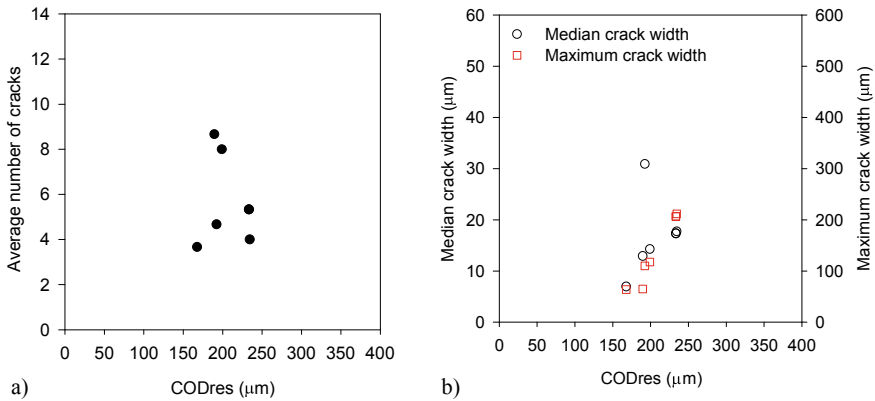 14
12
10
8
6
4
2
0
Average number of cracks
0 50 100 150 200 250 300 350 400
CODres (μm)
a)
60
50
40
30
20
10
0
Median crack width (μm)
Median crack width
Maximum crack width
600
500
400
300
200
100
0
Maximum crack width (μm)
0 50 100 150 200 250 300 350 400
CODres (μm)
b)